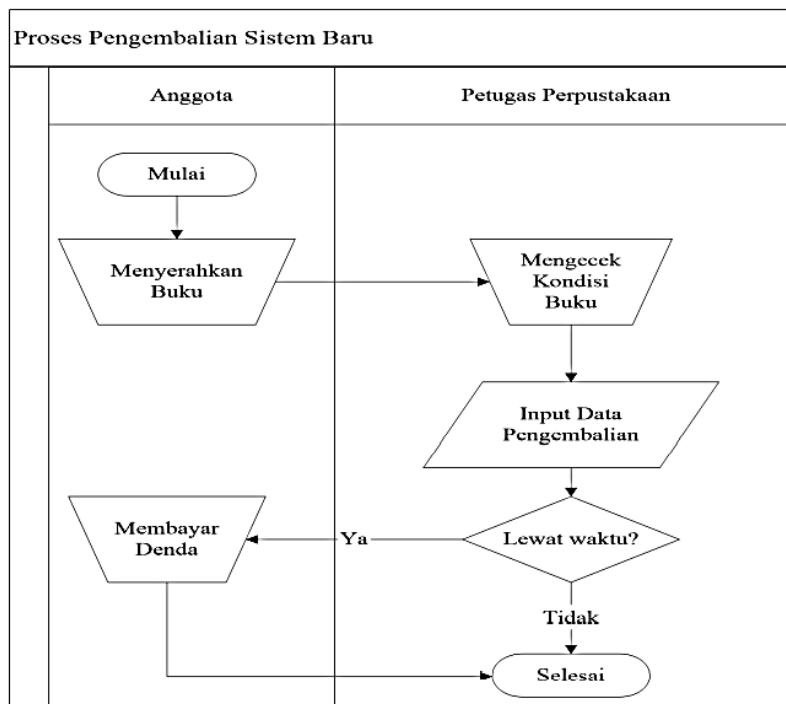 Proses Pengembalian Sistem Baru
Anggota
Petugas Perpustakaan
Mulai
Menyerahkan
Buku
Mengecek
Kondisi
Buku
Input Data
Pengembalian
Lewat waktu?
Ya
Membayar
Denda
Tidak
Selesai